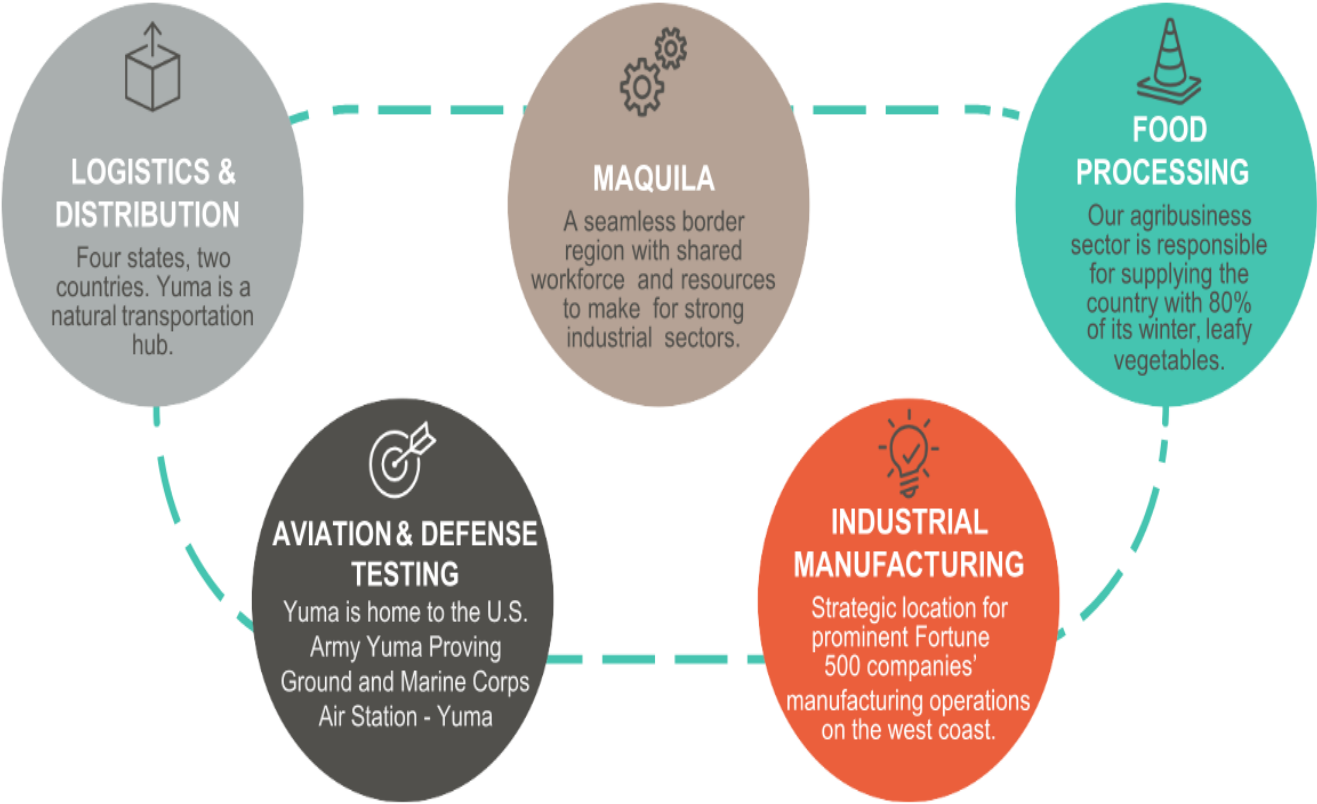 LOGISTICS &
DISTRIBUTION
Four states, two
countries. Yuma is a
natural transportation
hub.
MAQUILA
A seamless border
region with shared
workforce and resources
to make for strong
industrial sectors.
FOOD
PROCESSING
Our agribusiness
sector is responsible
for supplying the
country with 80%
of its winter, leafy
vegetables.
AVIATION & DEFENSE
TESTING
Yuma is home to the U.S.
Army Yuma Proving
Ground and Marine Corps
Air Station - Yuma
INDUSTRIAL
MANUFACTURING
Strategic location for
prominent Fortune
500 companies’
manufacturing operations
on the west coast.